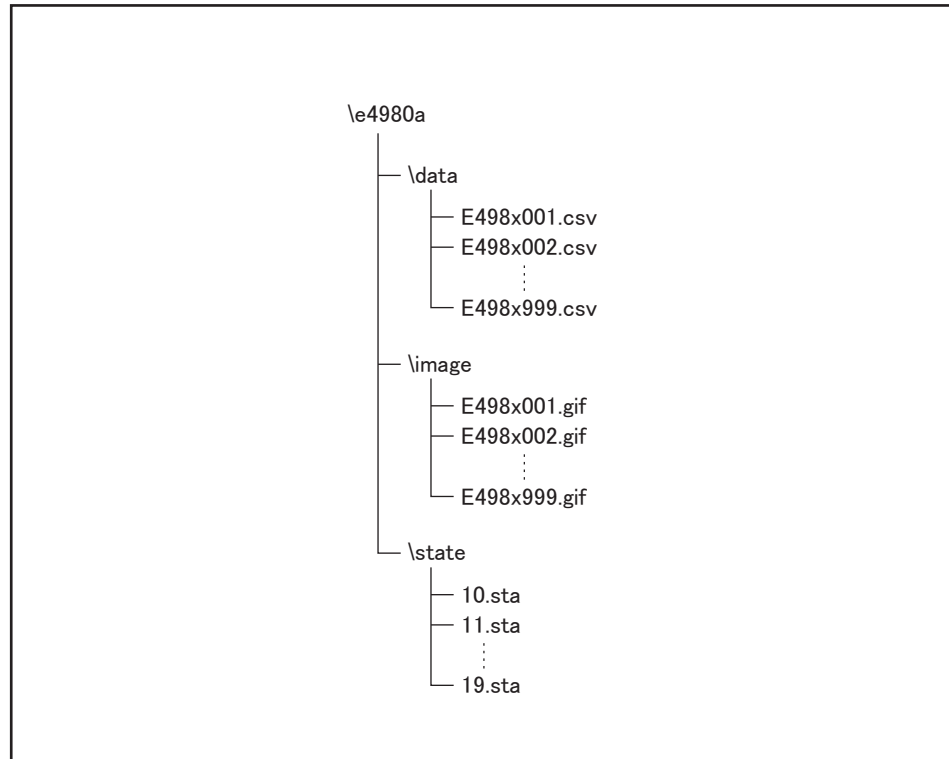 \e4980a
\data
E498x001.csv
E498x002.csv
E498x999.csv
\image
E498x001.gif
E498x002.gif
E498x999.gif
\state
10.sta
11.sta
19.sta